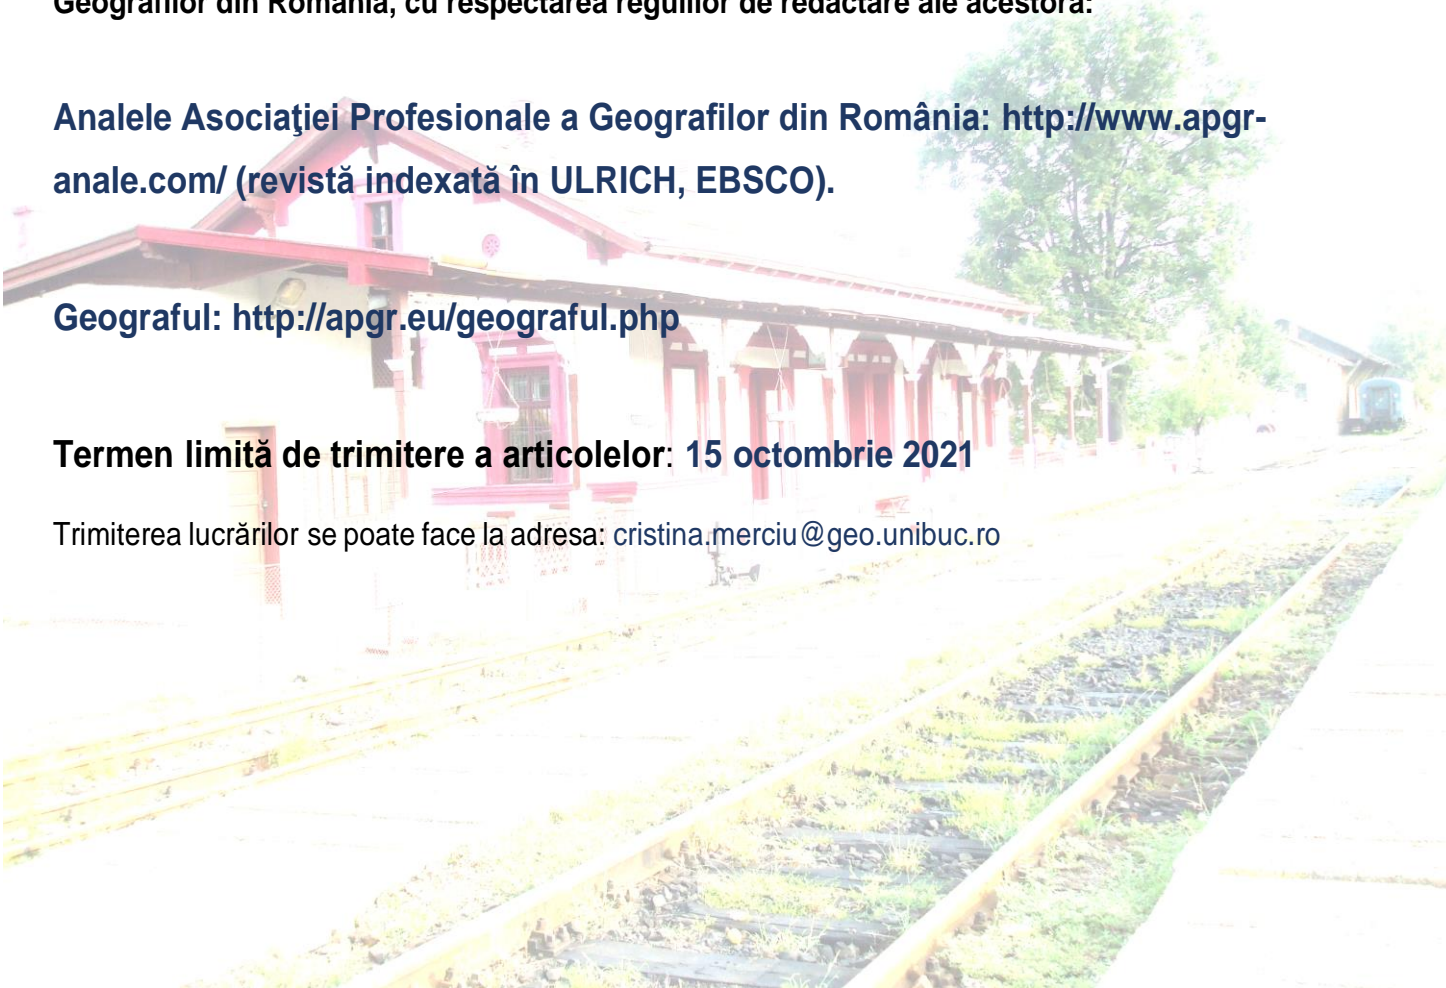 Geografilor din România, cu respectarea regulilor de redactare ale acestora:
Analele Asociaţiei Profesionale a Geografilor din România: http://www.apgr-
anale.com/ (revistă indexată în ULRICH, EBSCO).
Geograful: http://apgr.eu/geograful.php
Termen limită de trimitere a articolelor: 15 octombrie 2021
Trimiterea lucrărilor se poate face la adresa: cristina.merciu@geo.unibuc.ro